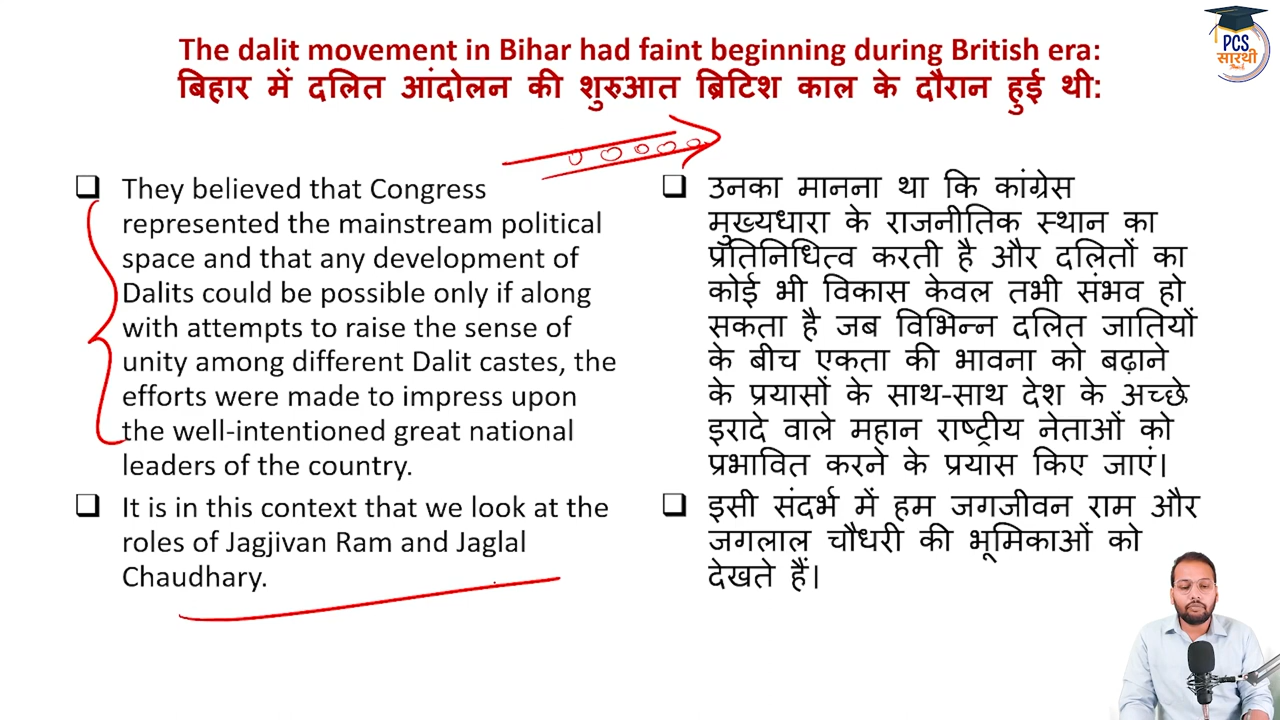 The dalit movement in Bihar had faint beginning during British era:
बिहार में दलित आंदोलन की शुरुआत ब्रिटिश काल के दौरान हुई थी:
PCS
सारथी
They believed that Congress
represented the mainstream political
space and that any development of
Dalits could be possible only if along
with attempts to raise the sense of
unity among different Dalit castes, the
efforts were made to impress upon
the well-intentioned great national
leaders of the country.
It is in this context that we look at the
roles of Jagjivan Ram and Jaglal
Chaudhary.
उनका मानना था कि कांग्रेस
मुख्यधारा के राजनीतिक स्थान का
प्रतिनिधित्व करती है और दलितों का
कोई भी विकास केवल तभी संभव हो
सकता है जब विभिन्न दलित जातियों
के बीच एकता की भावना को बढ़ाने
के प्रयासों के साथ-साथ देश के अच्छे
इरादे वाले महान राष्ट्रीय नेताओं को
प्रभावित करने के प्रयास किए जाएं।
इसी संदर्भ में हम जगजीवन राम और
जगलाल चौधरी की भूमिकाओं को
देखते हैं।